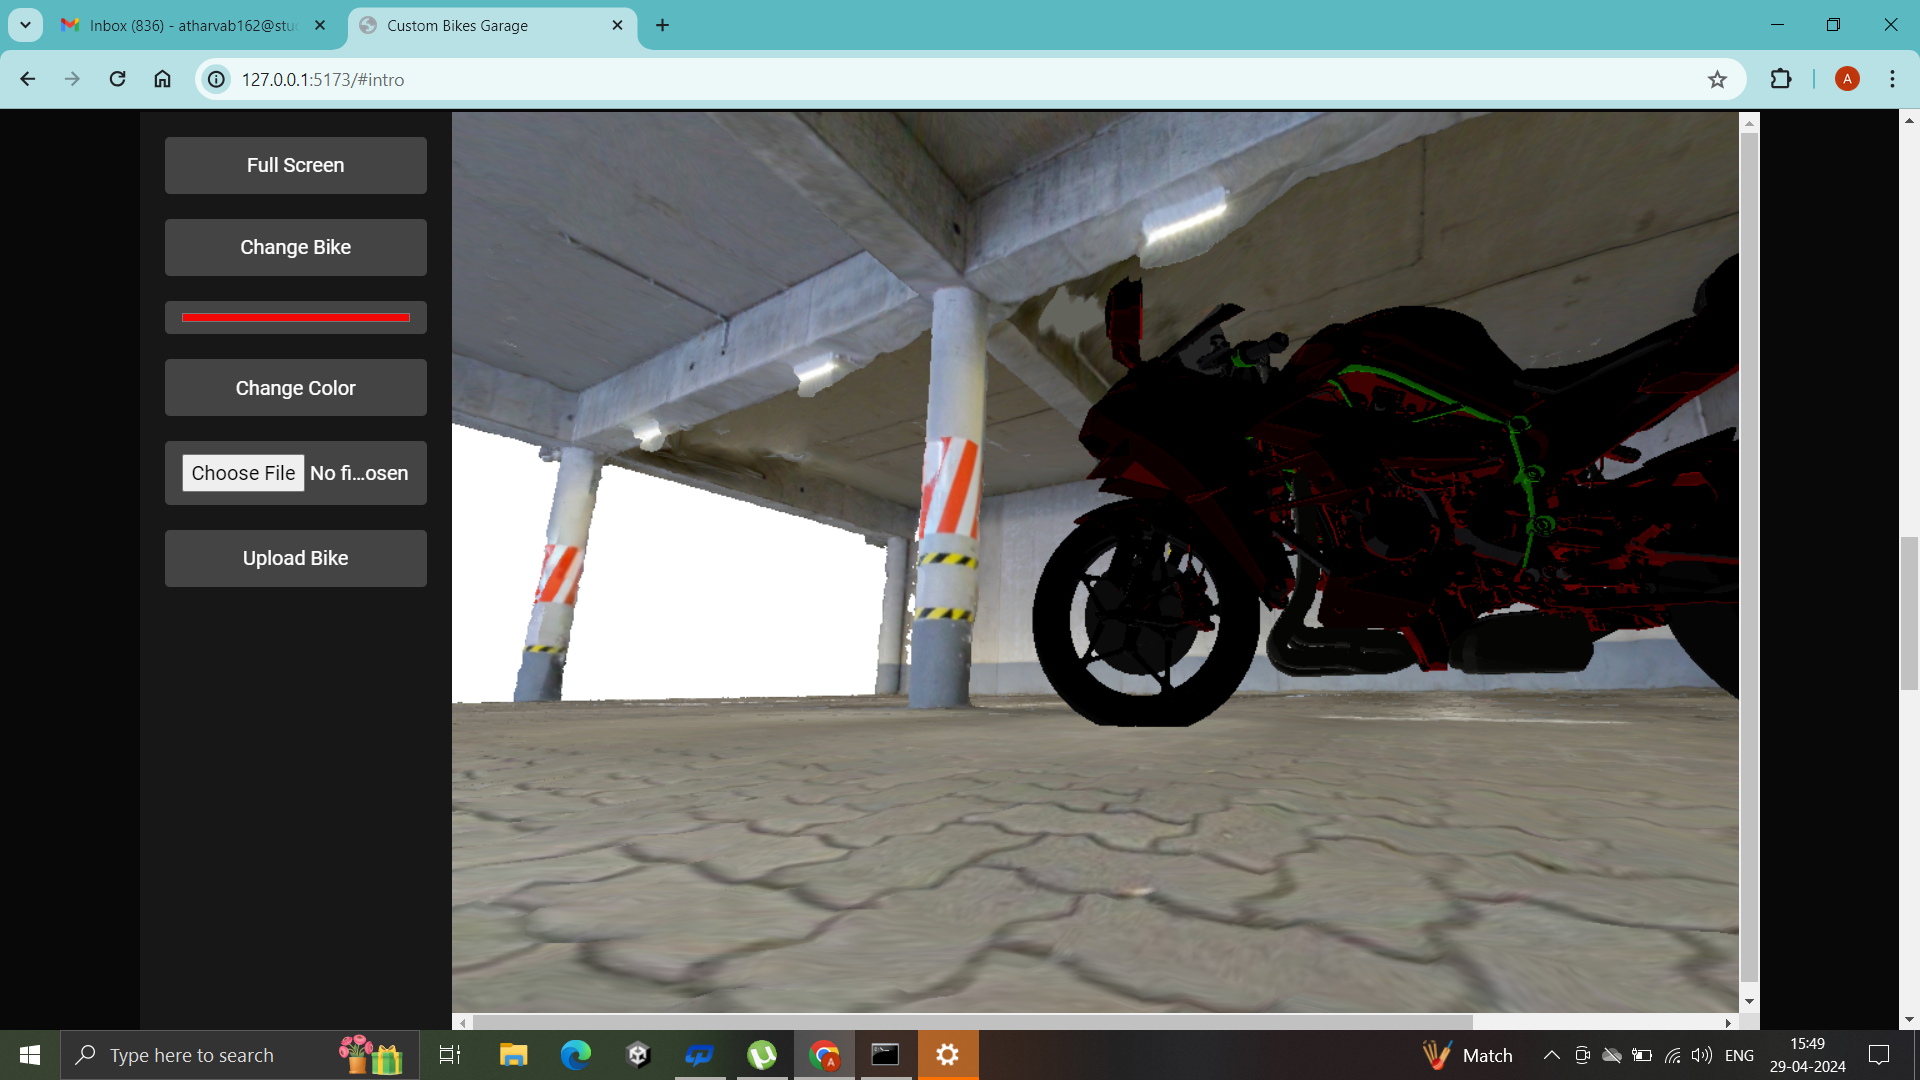 Inbox (836) - atharvab162@stu
Custom Bikes Garage
127.0.0.1:5173/#intro
A
Full Screen
Change Bike
Change Color
Choose File No fi...osen
Upload Bike
Type here to search
A
Match
ENG
15:49
29-04-2024